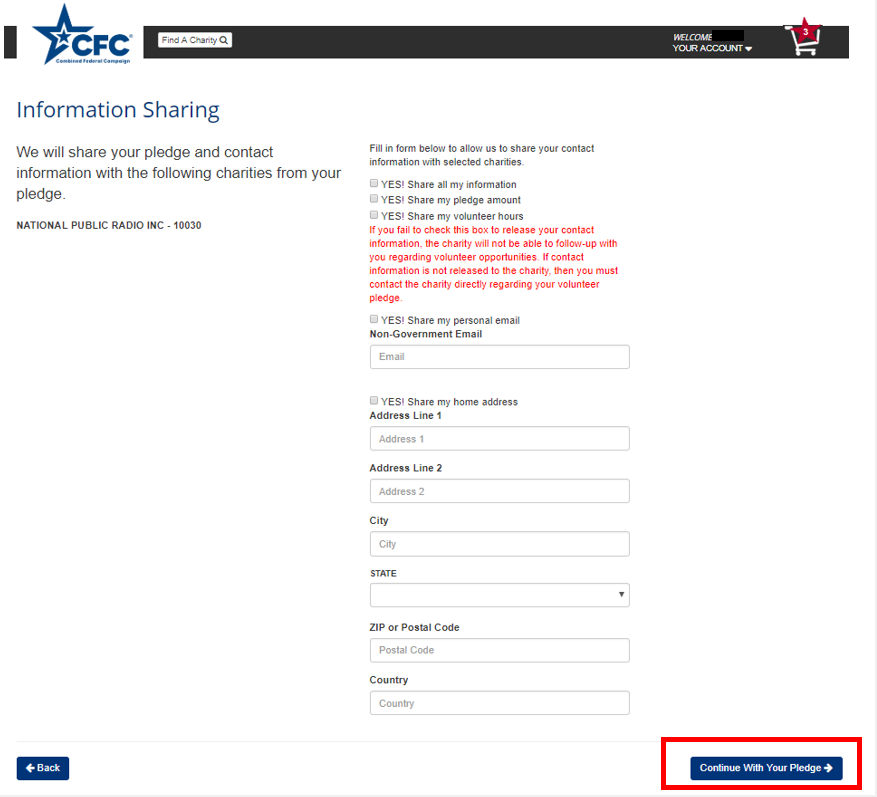 CFC
Combined Federal Campaign
Find A Charity
WELCOME
YOUR ACCOUNT
3
Information Sharing
We will share your pledge and contact
information with the following charities from your
pledge.
NATIONAL PUBLIC RADIO INC - 10030
Fill in form below to allow us to share your contact
information with selected charities.
YES! Share all my information
YES! Share my pledge amount
YES! Share my volunteer hours
If you fail to check this box to release your contact
information, the charity will not be able to follow-up with
you regarding volunteer opportunities. If contact
information is not released to the charity, then you must
contact the charity directly regarding your volunteer
pledge.
YES! Share my personal email
Non-Government Email
Email
YES! Share my home address
Address Line 1
Address 1
Address Line 2
Address 2
City
City
STATE
ZIP or Postal Code
Postal Code
Country
Country
Back
Continue With Your Pledge